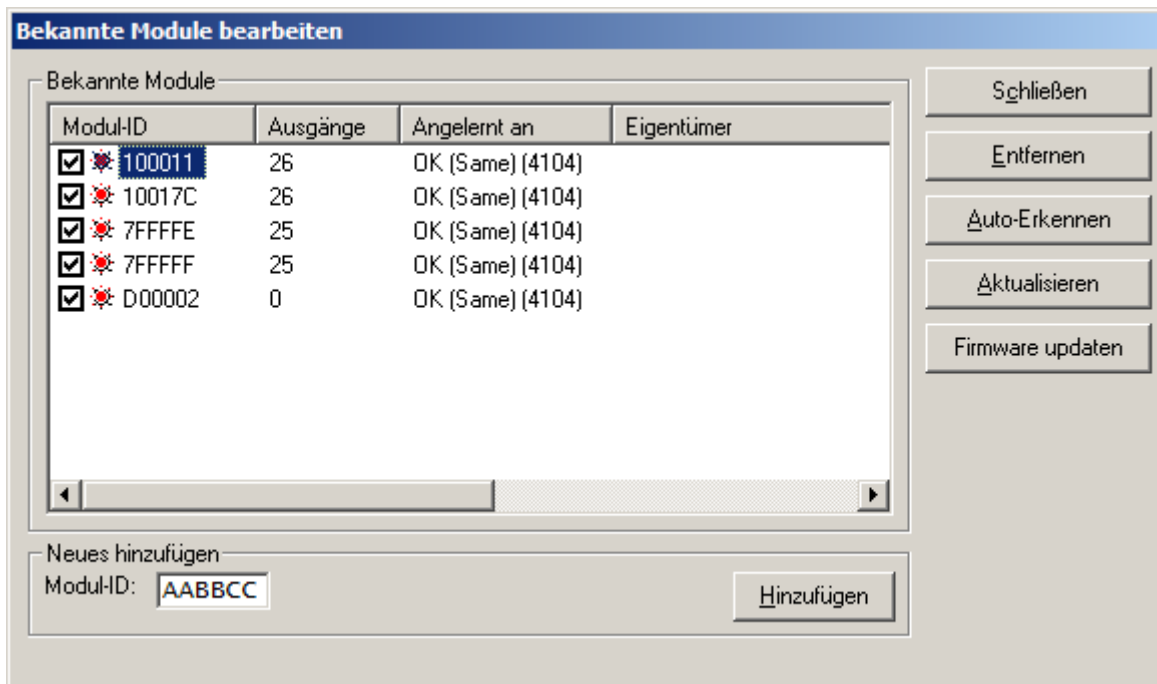 Bekannte Module bearbeiten
Bekannte Module
Modul-ID Ausgänge Angelernt an Eigentümer
100011 26 OK (Same) (4104)
10017C 26 OK (Same) (4104)
7FFFFE 25 OK (Same) (4104)
7FFFFF 25 OK (Same) (4104)
D00002 0 OK (Same) (4104)
Schließen
Entfernen
Auto-Erkennen
Aktualisieren
Firmware updaten
Neues hinzufügen
Modul-ID: AABBCC
Hinzufügen